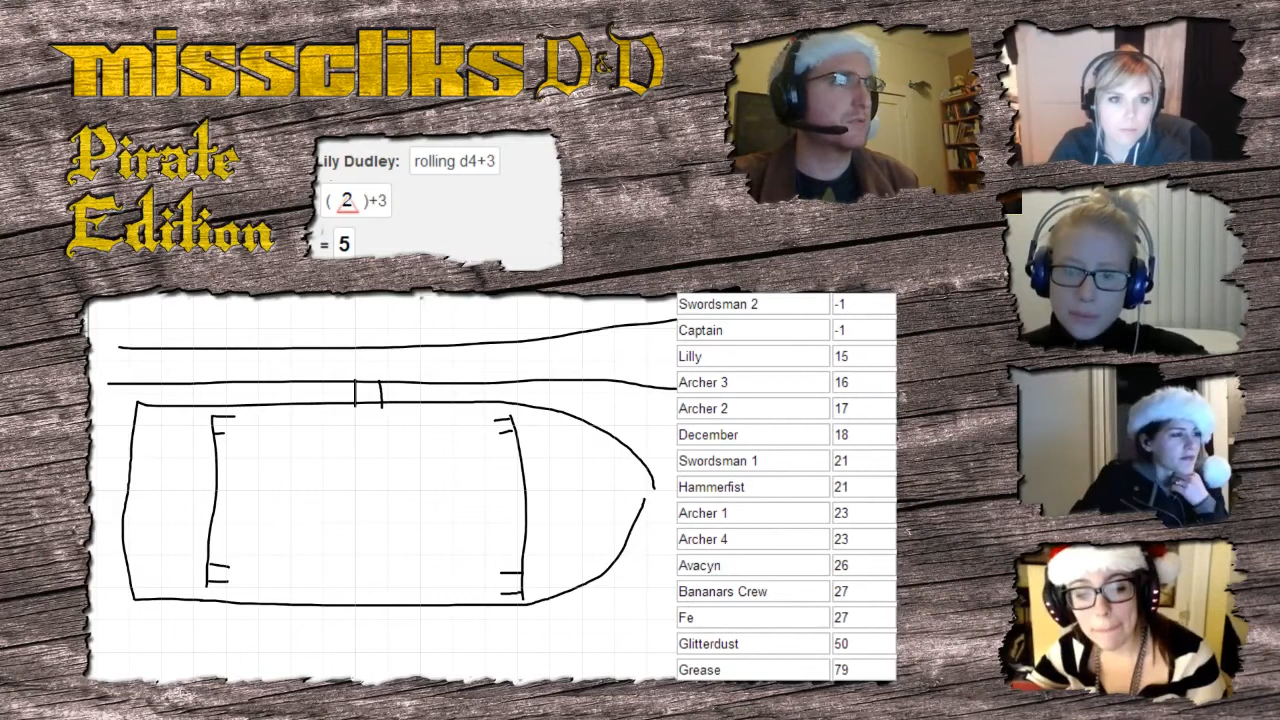 misscliks D&D
Pirate
Edition
ily Dudley: rolling d4+3
( 2 )+3
= 5
Swordsman 2 -1
Captain -1
Lilly 15
Archer 3 16
Archer 2 17
December 18
Swordsman 1 21
Hammerfist 21
Archer 1 23
Archer 4 23
Avacyn 26
Bananars Crew 27
Fe 27
Glitterdust 50
Grease 79